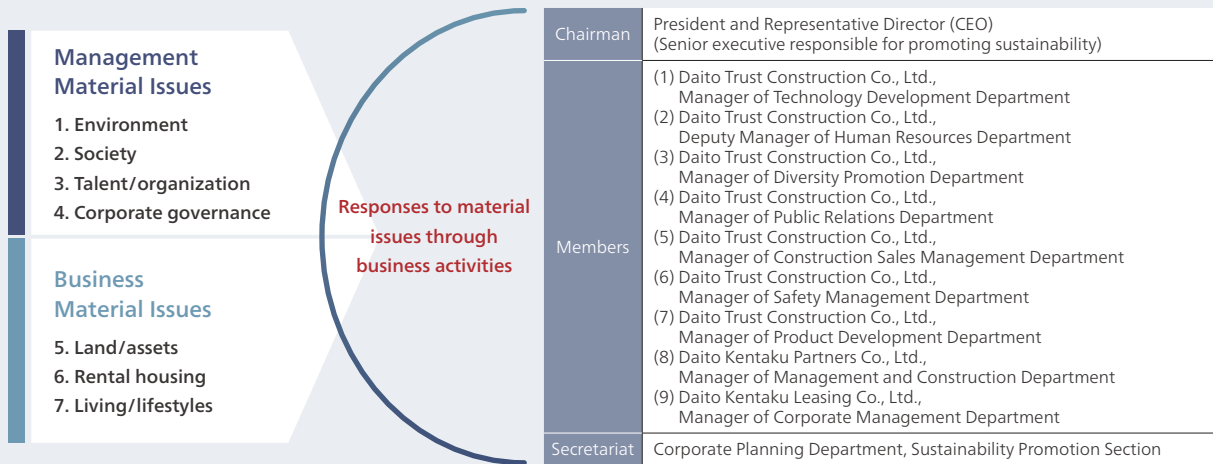 Management
Material Issues
1. Environment
2. Society
3. Talent/organization
4. Corporate governance
Business
Material Issues
5. Land/assets
6. Rental housing
7. Living/lifestyles
Responses to material
issues through
business activities
Chairman
President and Representative Director (CEO)
(Senior executive responsible for promoting sustainability)
Members
(1) Daito Trust Construction Co., Ltd.,
Manager of Technology Development Department
(2) Daito Trust Construction Co., Ltd.,
Deputy Manager of Human Resources Department
(3) Daito Trust Construction Co., Ltd.,
Manager of Diversity Promotion Department
(4) Daito Trust Construction Co., Ltd.,
Manager of Public Relations Department
(5) Daito Trust Construction Co., Ltd.,
Manager of Construction Sales Management Department
(6) Daito Trust Construction Co., Ltd.,
Manager of Safety Management Department
(7) Daito Trust Construction Co., Ltd.,
Manager of Product Development Department
(8) Daito Kentaku Partners Co., Ltd.,
Manager of Management and Construction Department
(9) Daito Kentaku Leasing Co., Ltd.,
Manager of Corporate Management Department
Secretariat
Corporate Planning Department, Sustainability Promotion Section